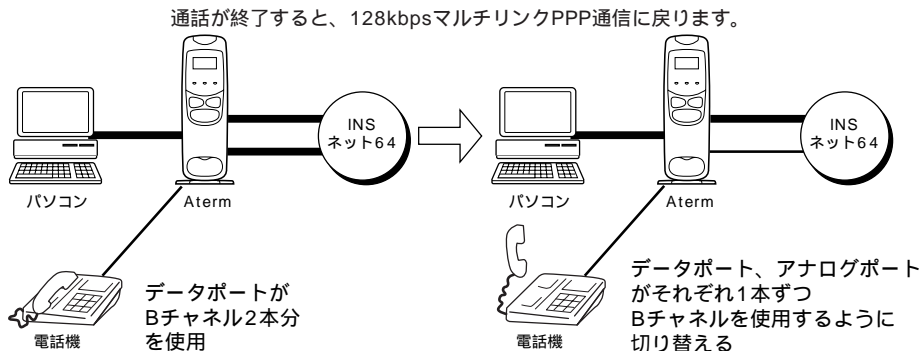 通話が終了すると、128kbpsマルチリンクPPP通信に戻ります。
INS
ネット64
パソコン
Aterm
電話機
データポートが
Bチャネル2本分
を使用
INS
ネット64
パソコン
Aterm
電話機
データポート、アナログポート
がそれぞれ1本ずつ
Bチャネルを使用するように
切り替える